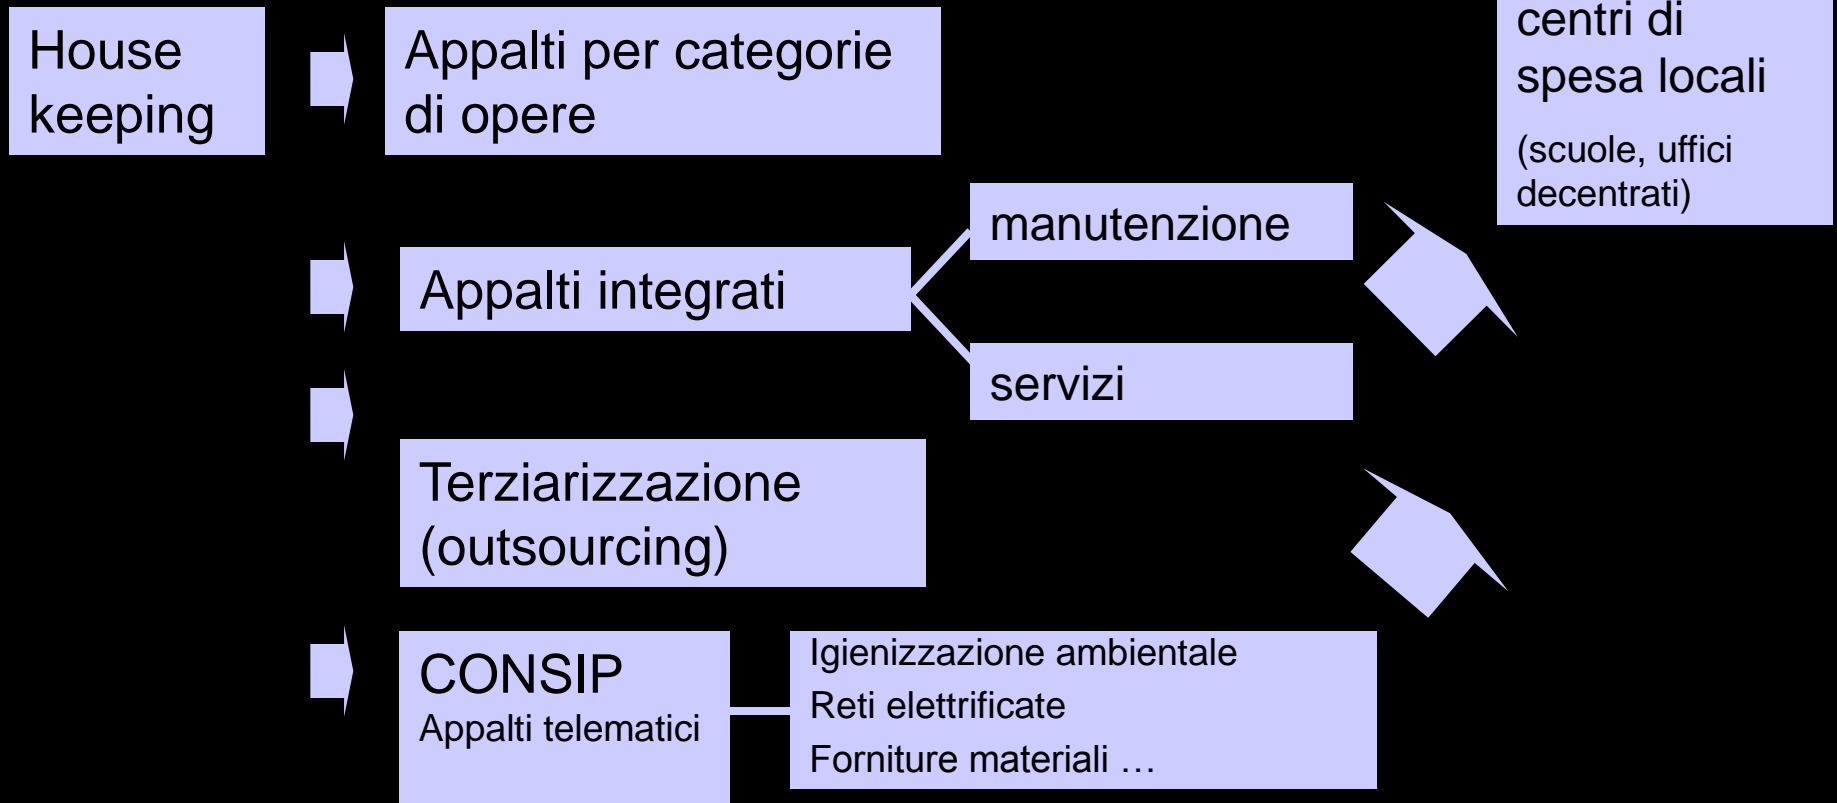 House
keeping
Appalti per categorie
di opere
centri di
spesa locali
(scuole, uffici
decentrati)
manutenzione
Appalti integrati
servizi
Terziarizzazione
(outsourcing)
CONSIP
Appalti telematici
Igienizzazione ambientale
Reti elettrificate
Forniture materiali …